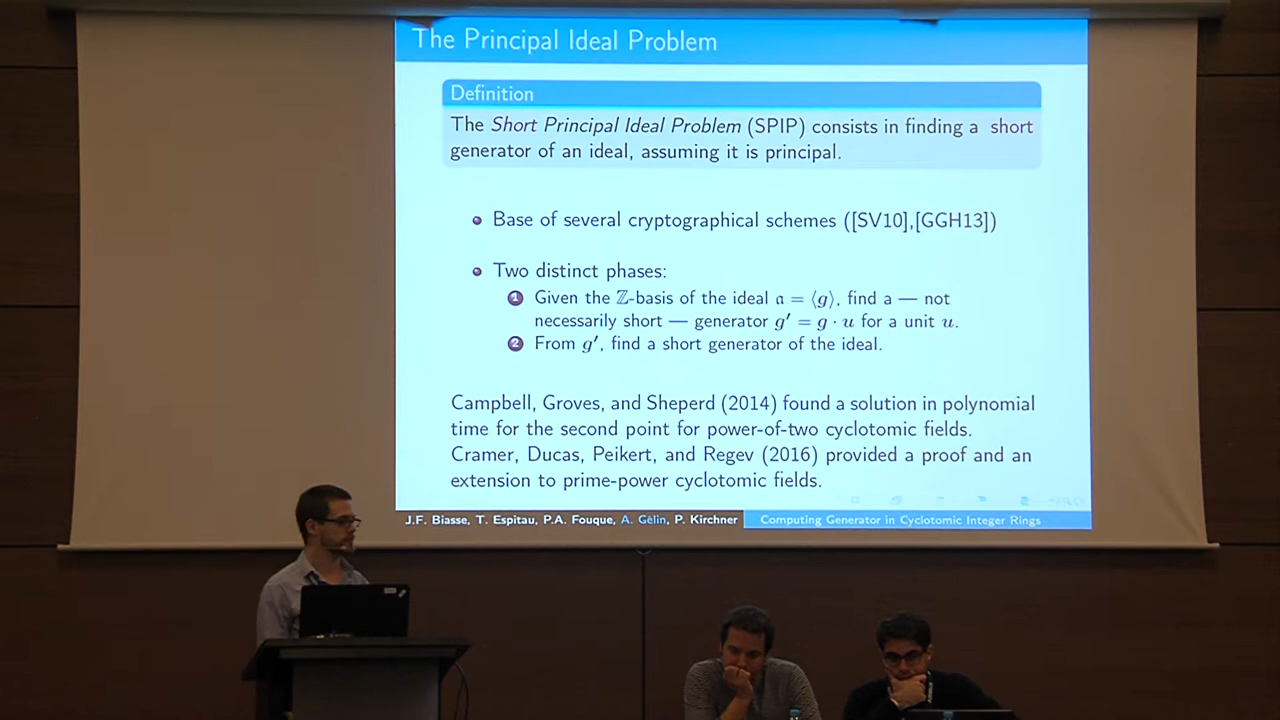 The Principal Ideal Problem
Definition
The Short Principal Ideal Problem (SPIP) consists in finding a short
generator of an ideal, assuming it is principal.
Base of several cryptographical schemes ([SV10],[GGH13])
Two distinct phases:
1 Given the ℤ-basis of the ideal 𝔞 = ⟨g⟩, find a — not
necessarily short — generator g′ = g · u for a unit u.
2 From g′, find a short generator of the ideal.
Campbell, Groves, and Sheperd (2014) found a solution in polynomial
time for the second point for power-of-two cyclotomic fields.
Cramer, Ducas, Peikert, and Regev (2016) provided a proof and an
extension to prime-power cyclotomic fields.
J.F. Biasse, T. Espitau, P.A. Fouque, A. Gélin, P. Kirchner Computing Generator in Cyclotomic Integer Rings